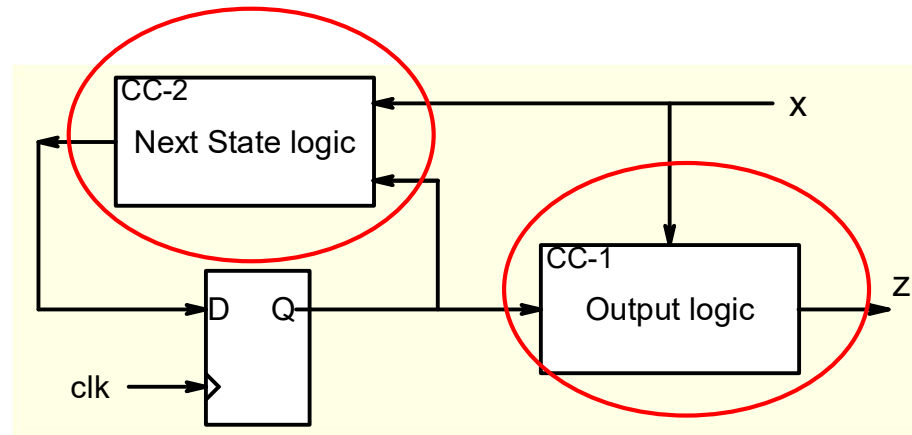 CC-2
Next State logic
x
CC-1
Output logic
z
D
Q
clk